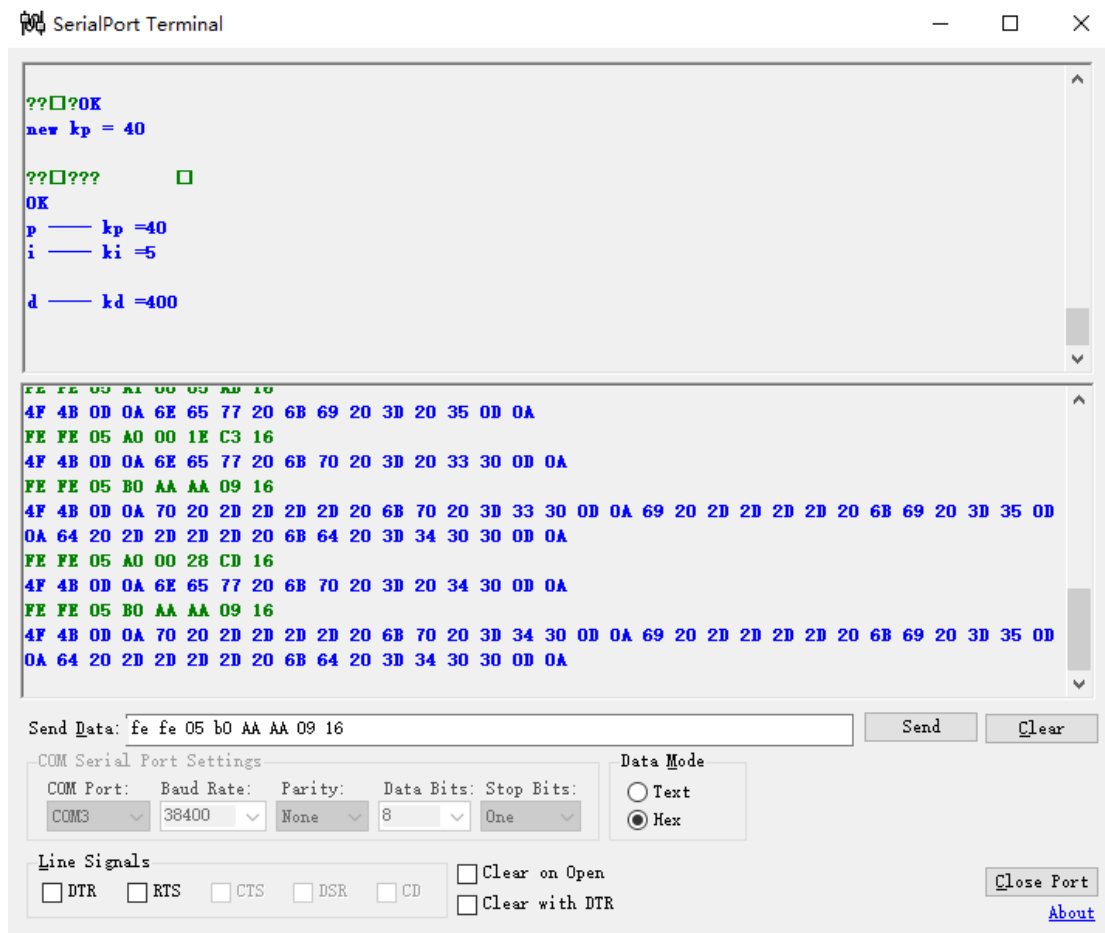 SerialPort Terminal
??□?OK
new kp = 40
??□??? □
OK
p ---- kp =40
i ---- ki =5
d ---- kd =400
FE FE 05 A1 00 05 AB 16
4F 4B 0D 0A 6E 65 77 20 6B 69 20 3D 20 35 0D 0A
FE FE 05 A0 00 1E C3 16
4F 4B 0D 0A 6E 65 77 20 6B 70 20 3D 20 33 30 0D 0A
FE FE 05 B0 AA AA 09 16
4F 4B 0D 0A 70 20 2D 2D 2D 2D 20 6B 70 20 3D 33 30 0D 0A 69 20 2D 2D 2D 2D 20 6B 69 20 3D 35 0D
0A 64 20 2D 2D 2D 2D 20 6B 64 20 3D 34 30 30 0D 0A
FE FE 05 A0 00 28 CD 16
4F 4B 0D 0A 6E 65 77 20 6B 70 20 3D 20 34 30 0D 0A
FE FE 05 B0 AA AA 09 16
4F 4B 0D 0A 70 20 2D 2D 2D 2D 20 6B 70 20 3D 34 30 0D 0A 69 20 2D 2D 2D 2D 20 6B 69 20 3D 35 0D
0A 64 20 2D 2D 2D 2D 20 6B 64 20 3D 34 30 30 0D 0A
Send Data: fe fe 05 b0 AA AA 09 16 Send Clear
COM Serial Port Settings Data Mode
COM Port: Baud Rate: Parity: Data Bits: Stop Bits: Text
COM3 38400 None 8 One Hex
Line Signals Clear on Open
DTR RTS CTS DSR CD Clear with DTR
Close Port
About